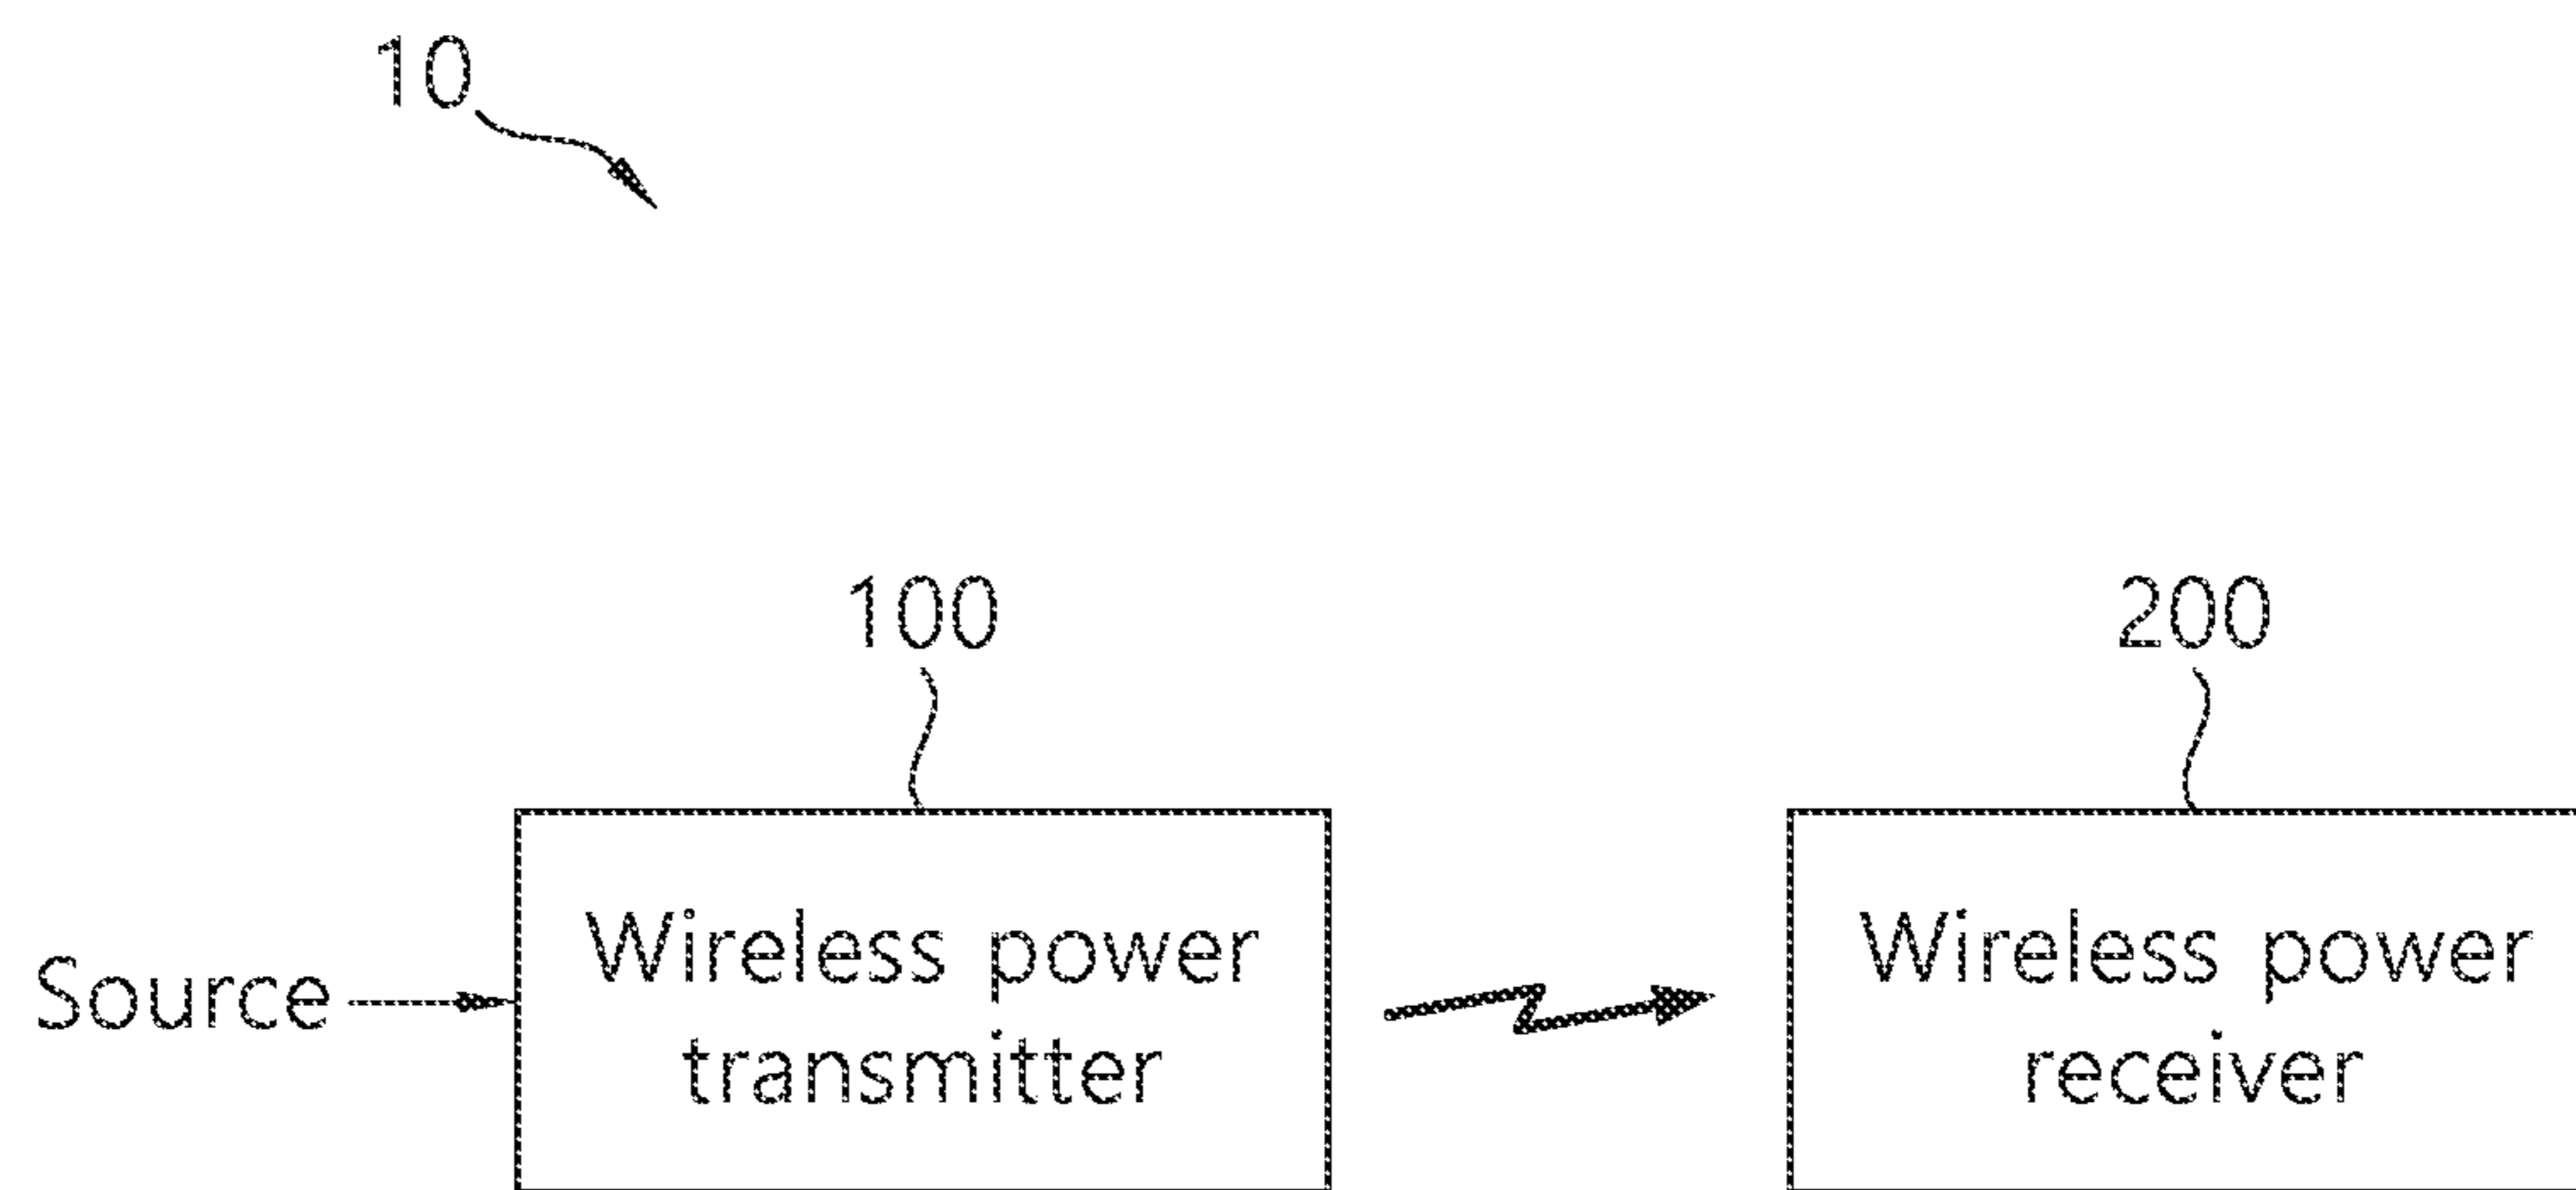 10
100
200
Source
Wireless power
transmitter
Wireless power
receiver